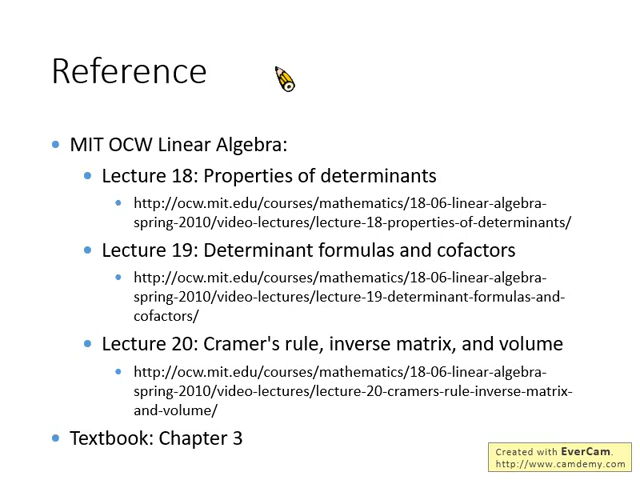 Reference
MIT OCW Linear Algebra:
Lecture 18: Properties of determinants
http://ocw.mit.edu/courses/mathematics/18-06-linear-algebra-
spring-2010/video-lectures/lecture-18-properties-of-determinants/
Lecture 19: Determinant formulas and cofactors
http://ocw.mit.edu/courses/mathematics/18-06-linear-algebra-
spring-2010/video-lectures/lecture-19-determinant-formulas-and-
cofactors/
Lecture 20: Cramer's rule, inverse matrix, and volume
http://ocw.mit.edu/courses/mathematics/18-06-linear-algebra-
spring-2010/video-lectures/lecture-20-cramers-rule-inverse-matrix-
and-volume/
Textbook: Chapter 3
Created with EverCam.
http://www.camdemy.com